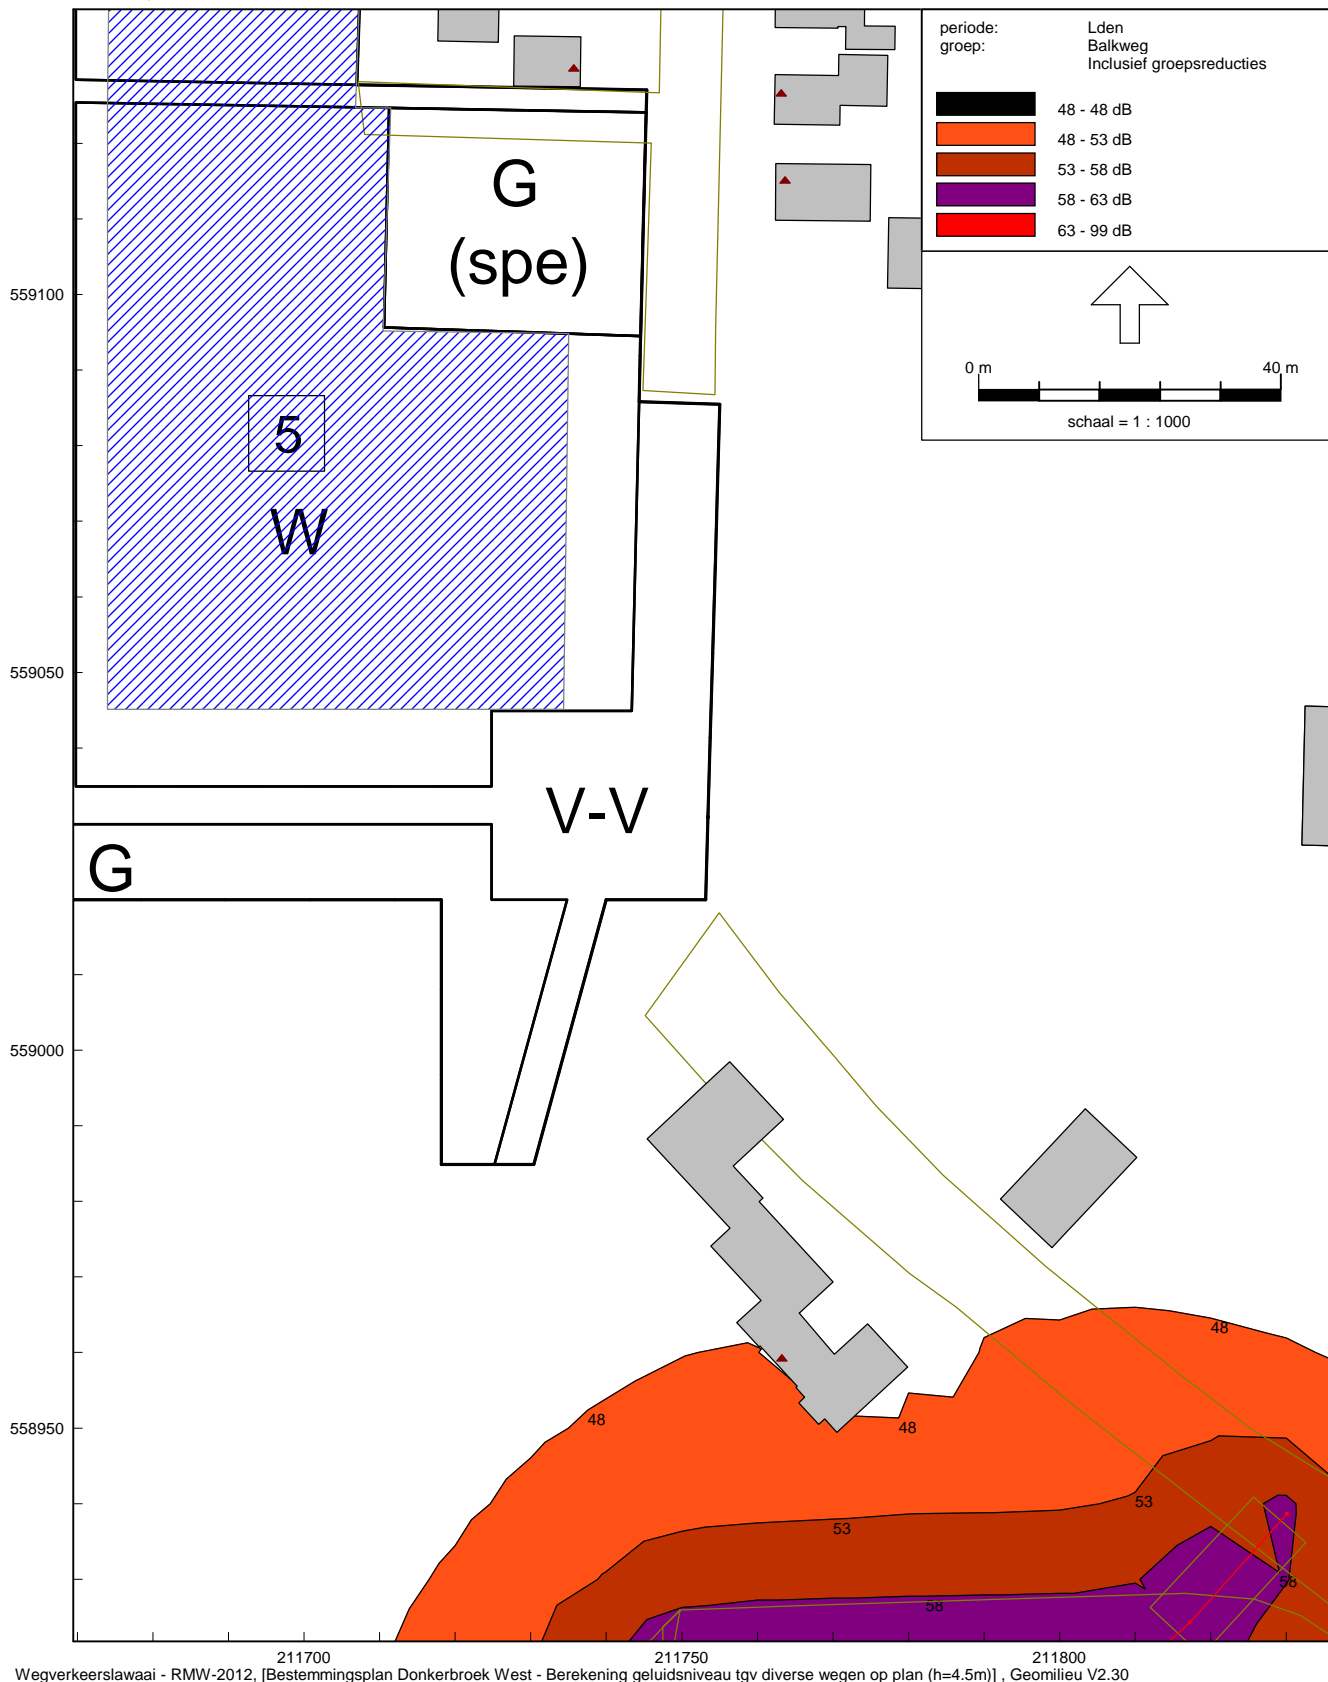 periode: Lden
groep: Balkweg
Inclusief groepsreducties
48 - 48 dB
48 - 53 dB
53 - 58 dB
58 - 63 dB
63 - 99 dB
0 m 40 m
schaal = 1 : 1000
G
(spe)
559100
5
W
559050
V-V
G
559000
48
48
48
558950
53
53
58
58
211700 211750 211800
Wegverkeerslawaai - RMW-2012, [Bestemmingsplan Donkerbroek West - Berekening geluidsniveau tgv diverse wegen op plan (h=4.5m)] , Geomilieu V2.30